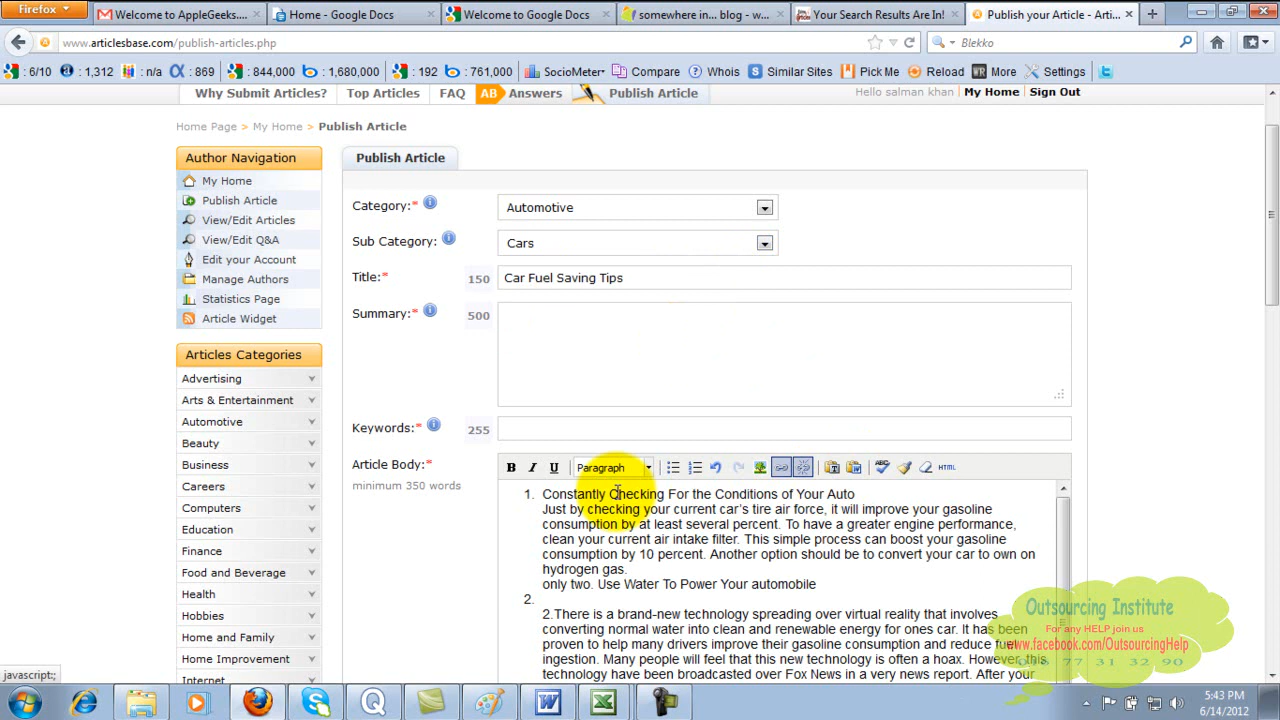 Firefox
Welcome to AppleGeeks....
Home - Google Docs
Welcome to Google Docs
somewhere in... blog - w...
Your Search Results Are In!
Publish your Article - Arti...
www.articlesbase.com/publish-articles.php
Blekko
: 6/10
: 1,312
: n/a
: 869
: 844,000
: 1,680,000
: 192
: 761,000
SocioMeter
Compare
Whois
Similar Sites
Pick Me
Reload
More
Settings
Why Submit Articles?
Top Articles
FAQ
AB Answers
Publish Article
Hello salman khan
My Home
Sign Out
Home Page > My Home > Publish Article
Author Navigation
My Home
Publish Article
View/Edit Articles
View/Edit Q&A
Edit your Account
Manage Authors
Statistics Page
Article Widget
Articles Categories
Advertising
Arts & Entertainment
Automotive
Beauty
Business
Careers
Computers
Education
Finance
Food and Beverage
Health
Hobbies
Home and Family
Home Improvement
Internet
Publish Article
Category:*
Automotive
Sub Category:
Cars
Title:*
150
Car Fuel Saving Tips
Summary:*
500
Keywords:*
255
Article Body:*
minimum 350 words
B I U Paragraph HTML
1. Constantly Checking For the Conditions of Your Auto
Just by checking your current car's tire air force, it will improve your gasoline
consumption by at least several percent. To have a greater engine performance,
clean your current air intake filter. This simple process can boost your gasoline
consumption by 10 percent. Another option should be to convert your car to own on
hydrogen gas.
only two. Use Water To Power Your automobile
2.
2.There is a brand-new technology spreading over virtual reality that involves
converting normal water into clean and renewable energy for ones car. It has been
proven to help many drivers improve their gasoline consumption and reduce fuel
ingestion. Many people will feel that this new technology is often a hoax. However, this
technology have been broadcasted over Fox News in a very news report. After your
Outsourcing Institute
For any HELP join us
www.facebook.com/OutsourcingHelp
77 31 32 90
javascript:;
5:43 PM
6/14/2012